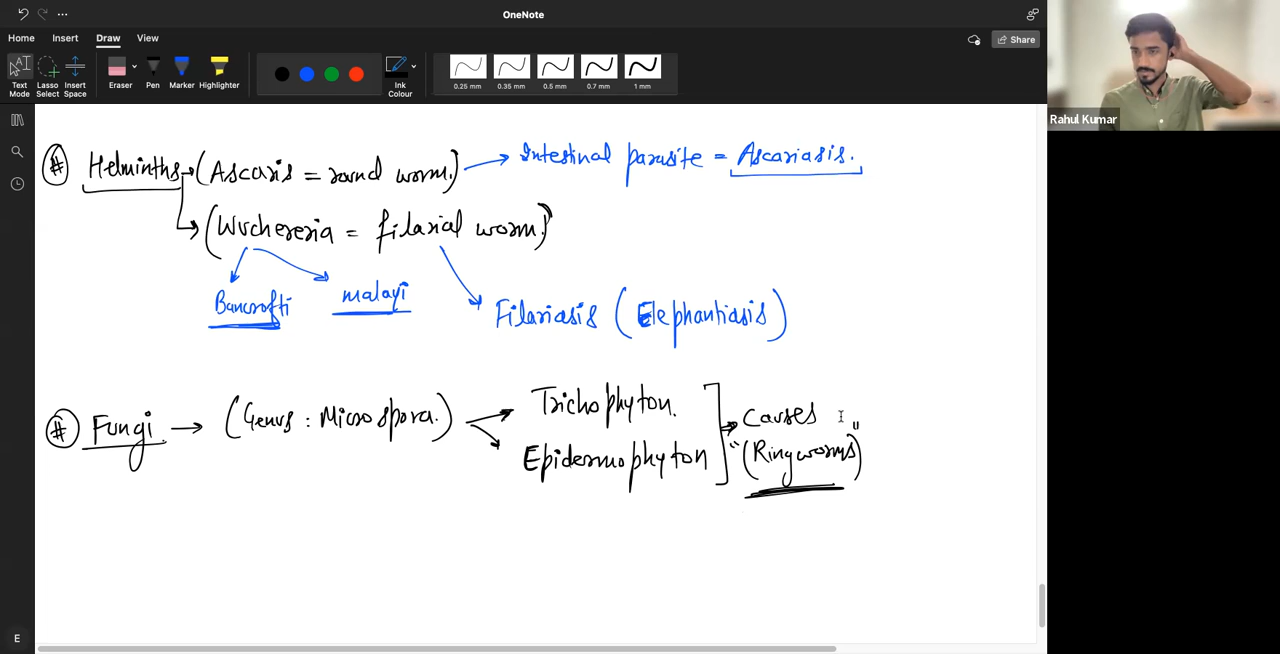 OneNote
Home Insert Draw View
Share
Text Mode
Lasso Select
Insert Space
Eraser
Pen
Marker
Highlighter
Ink Colour
0.25 mm
0.35 mm
0.5 mm
0.7 mm
1 mm
Rahul Kumar
# Helminths → (Ascaris = round worm.) → Intestinal parasite = Ascariasis.
→ (Wuchereria = filarial worm.)
Bancrofti malayi
Filariasis (Elephantiasis)
# Fungi → (Genus : Microspora.) → Trichophyton.
Epidermophyton
→ causes
"(Ringworms)"
E